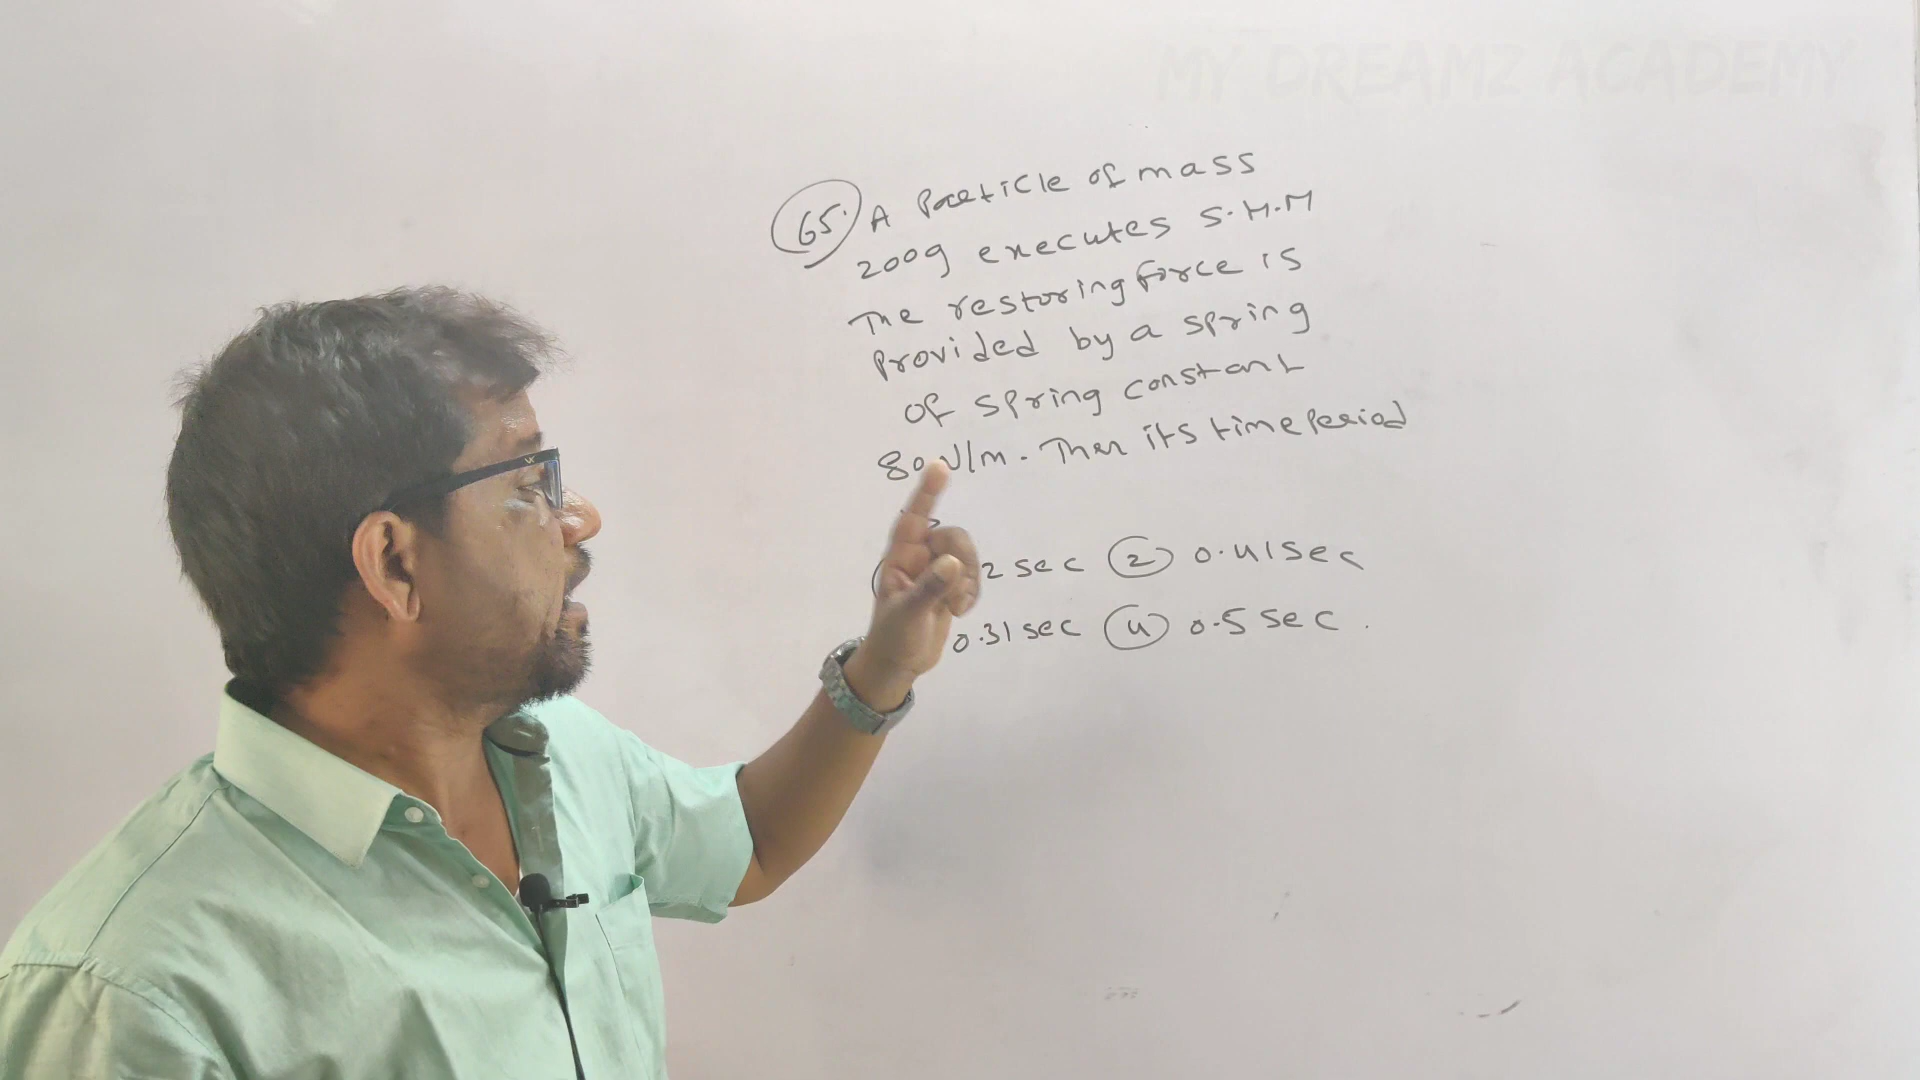 MY DREAMZ ACADEMY
65. A Particle of mass
200g executes S.H.M
The restoring force is
Provided by a spring
of spring constant
80 N/m. Then its time Period
2 sec (2) 0.41 sec
0.31 sec (4) 0.5 sec.